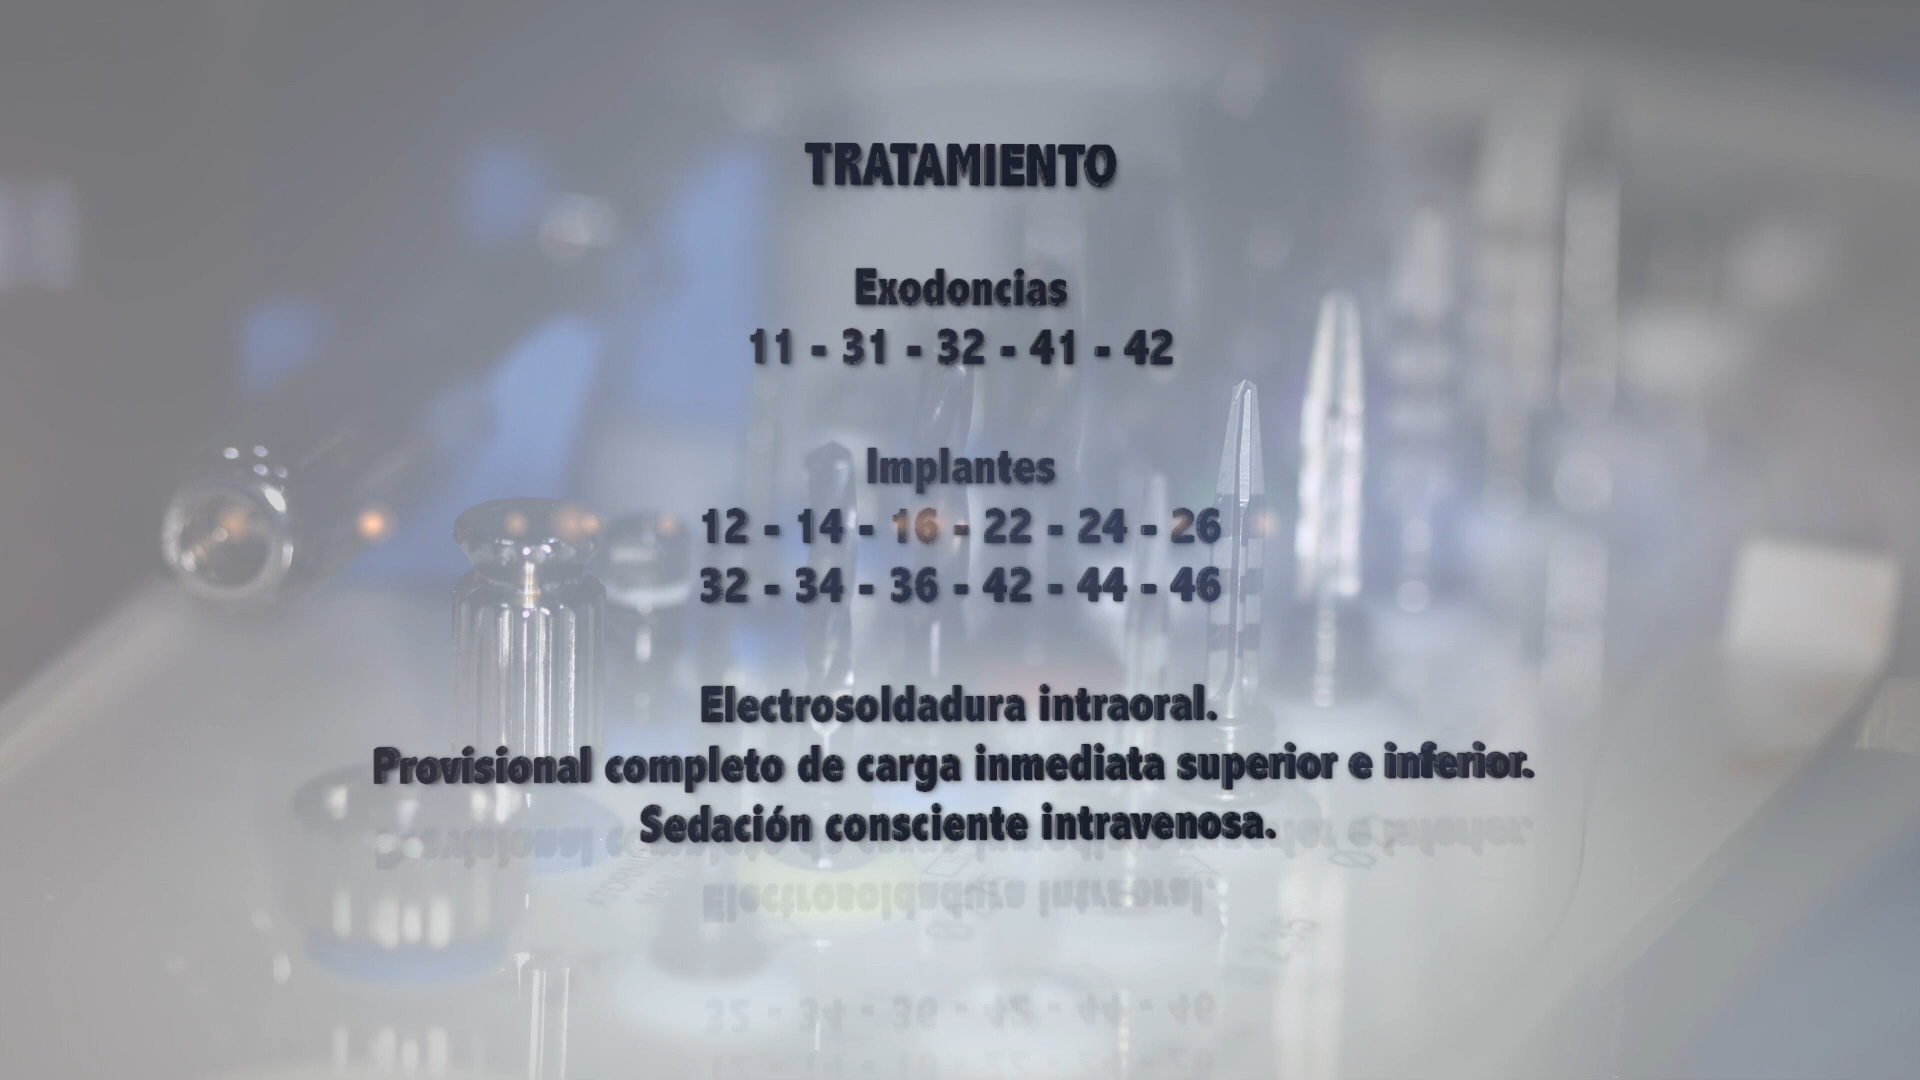 TRATAMIENTO
Exodoncias
11 - 31 - 32 - 41 - 42
Implantes
12 - 14 - 16 - 22 - 24 - 26
32 - 34 - 36 - 42 - 44 - 46
Electrosoldadura intraoral.
Provisional completo de carga inmediata superior e inferior.
Sedación consciente intravenosa.